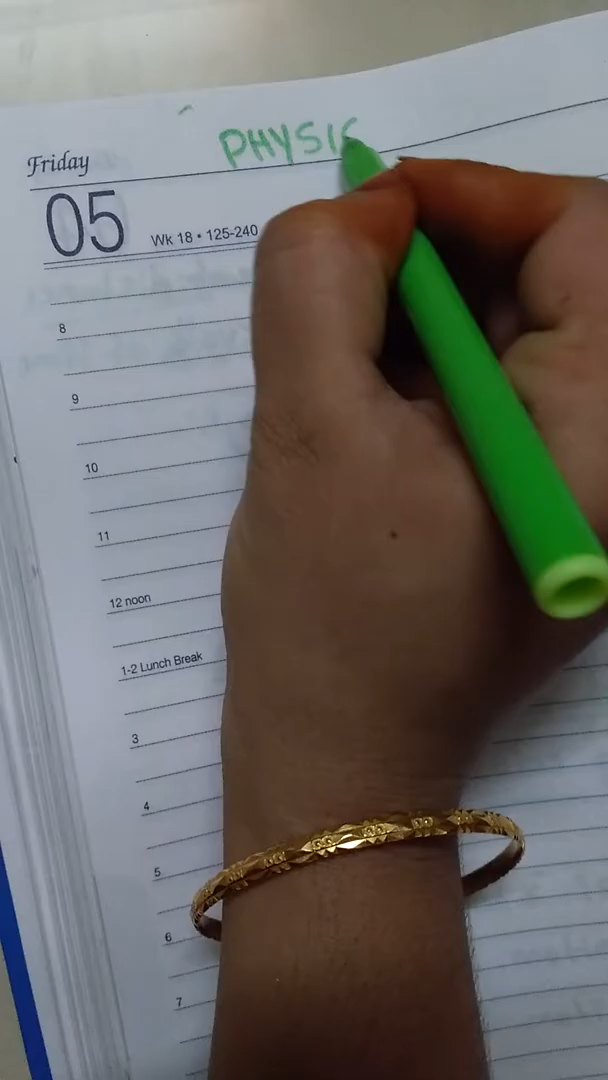 PHYSIC
Friday
05
Wk 18 • 125-240
8
9
10
11
12 noon
1-2 Lunch Break
3
4
5
6
7